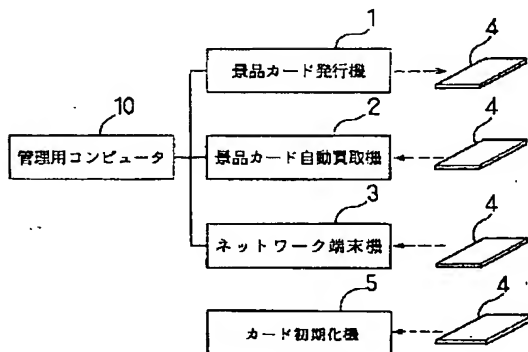 1
4
景品カード発行機
10
2
4
管理用コンピュータ
景品カード自動買取機
3
4
ネットワーク端末機
5
4
カード初期化機